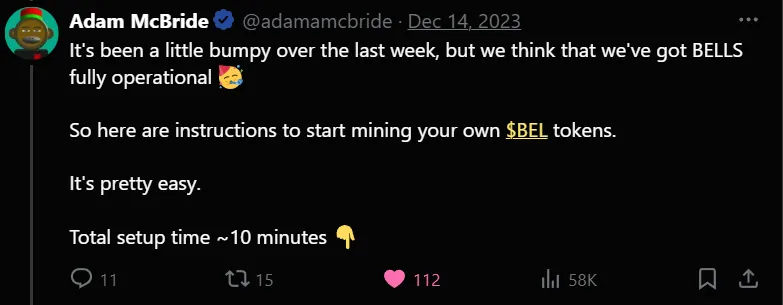 Adam McBride @adamamcbride · Dec 14, 2023
It's been a little bumpy over the last week, but we think that we've got BELLS
fully operational 🥳
So here are instructions to start mining your own $BEL tokens.
It's pretty easy.
Total setup time ~10 minutes 👇
11 15 112 58K